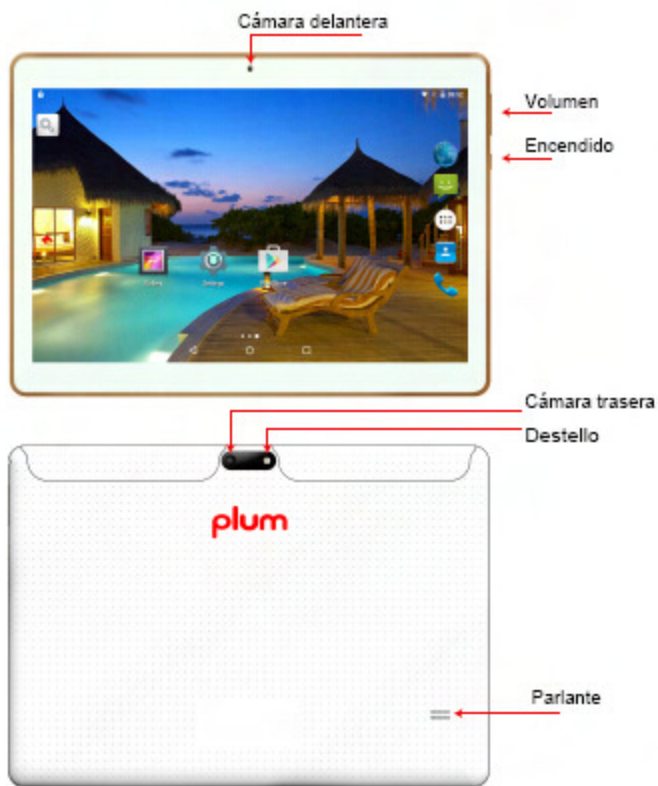 Cámara delantera
Volumen
Encendido
Cámara trasera
Destello
plum
Parlante